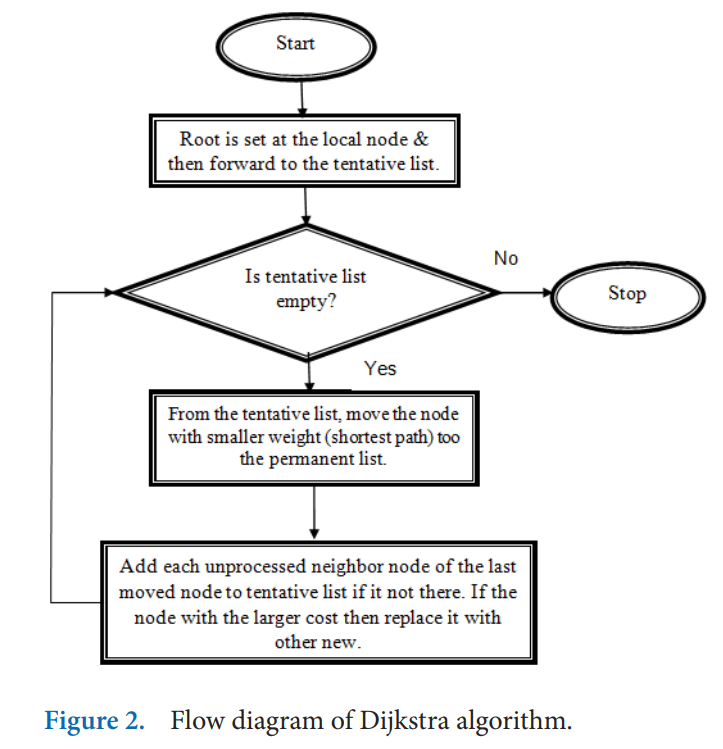 Start
Root is set at the local node &
then forward to the tentative list.
Is tentative list
empty?
No
Stop
Yes
From the tentative list, move the node
with smaller weight (shortest path) too
the permanent list.
Add each unprocessed neighbor node of the last
moved node to tentative list if it not there. If the
node with the larger cost then replace it with
other new.
Figure 2. Flow diagram of Dijkstra algorithm.